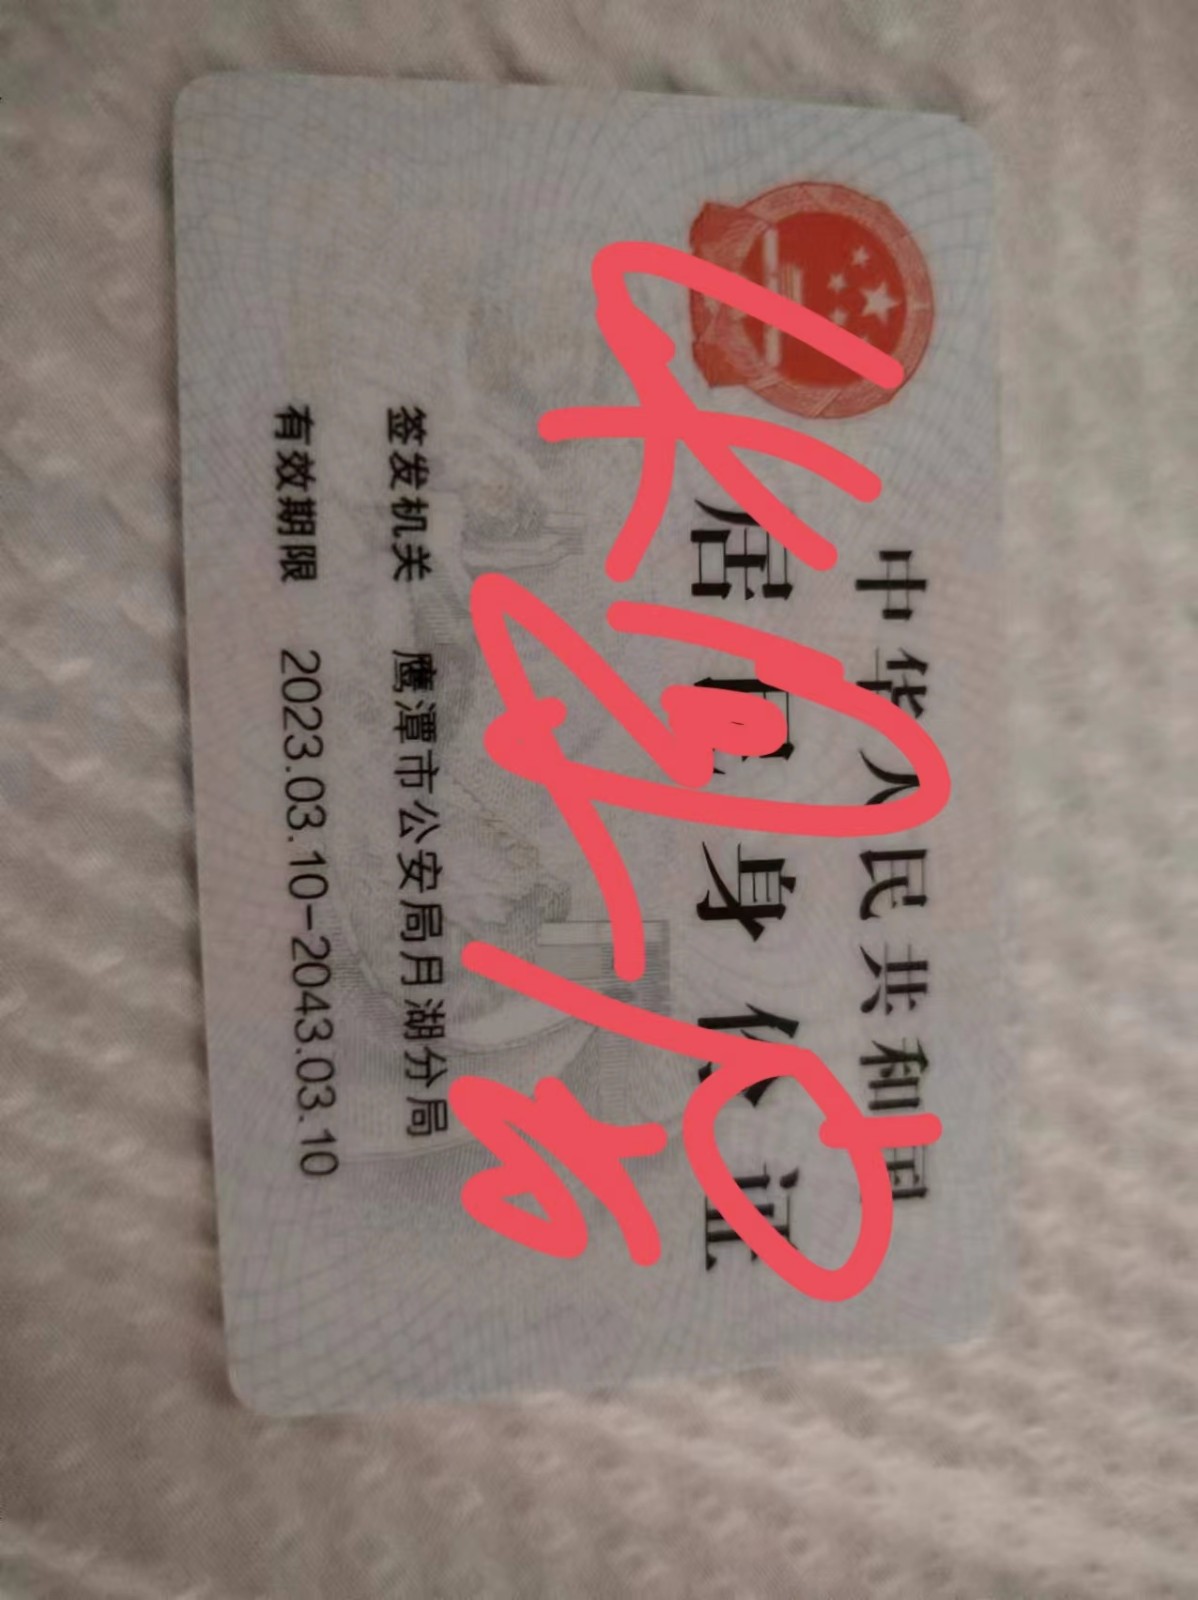 中华人民共和国
居民身份证
签发机关 鹰潭市公安局月湖分局
有效期限 2023.03.10-2043.03.10